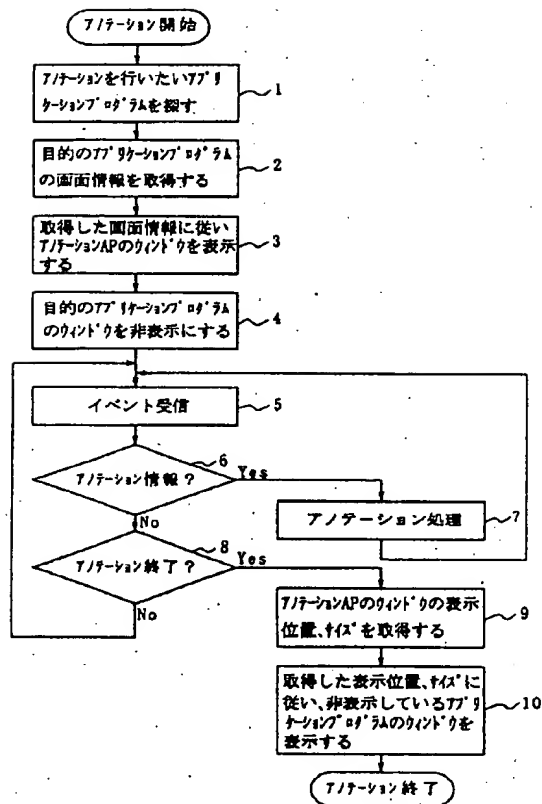 ｱﾉﾃｰｼｮﾝ開始
ｱﾉﾃｰｼｮﾝを行いたいｱﾌﾟﾘ
ｹｰｼｮﾝﾌﾟﾛｸﾞﾗﾑを探す
1
目的のｱﾌﾟﾘｹｰｼｮﾝﾌﾟﾛｸﾞﾗﾑ
の画面情報を取得する
2
取得した画面情報に従い
ｱﾉﾃｰｼｮﾝAPのｳｨﾝﾄﾞｳを表示
する
3
目的のｱﾌﾟﾘｹｰｼｮﾝﾌﾟﾛｸﾞﾗﾑ
のｳｨﾝﾄﾞｳを非表示にする
4
イベント受信
5
ｱﾉﾃｰｼｮﾝ情報？
6
Yes
アノテーション処理
7
No
ｱﾉﾃｰｼｮﾝ終了？
8
Yes
No
ｱﾉﾃｰｼｮﾝAPのｳｨﾝﾄﾞｳの表示
位置、ｻｲｽﾞを取得する
9
取得した表示位置、ｻｲｽﾞに
従い、非表示しているｱﾌﾟﾘ
ｹｰｼｮﾝﾌﾟﾛｸﾞﾗﾑのｳｨﾝﾄﾞｳを
表示する
10
ｱﾉﾃｰｼｮﾝ終了